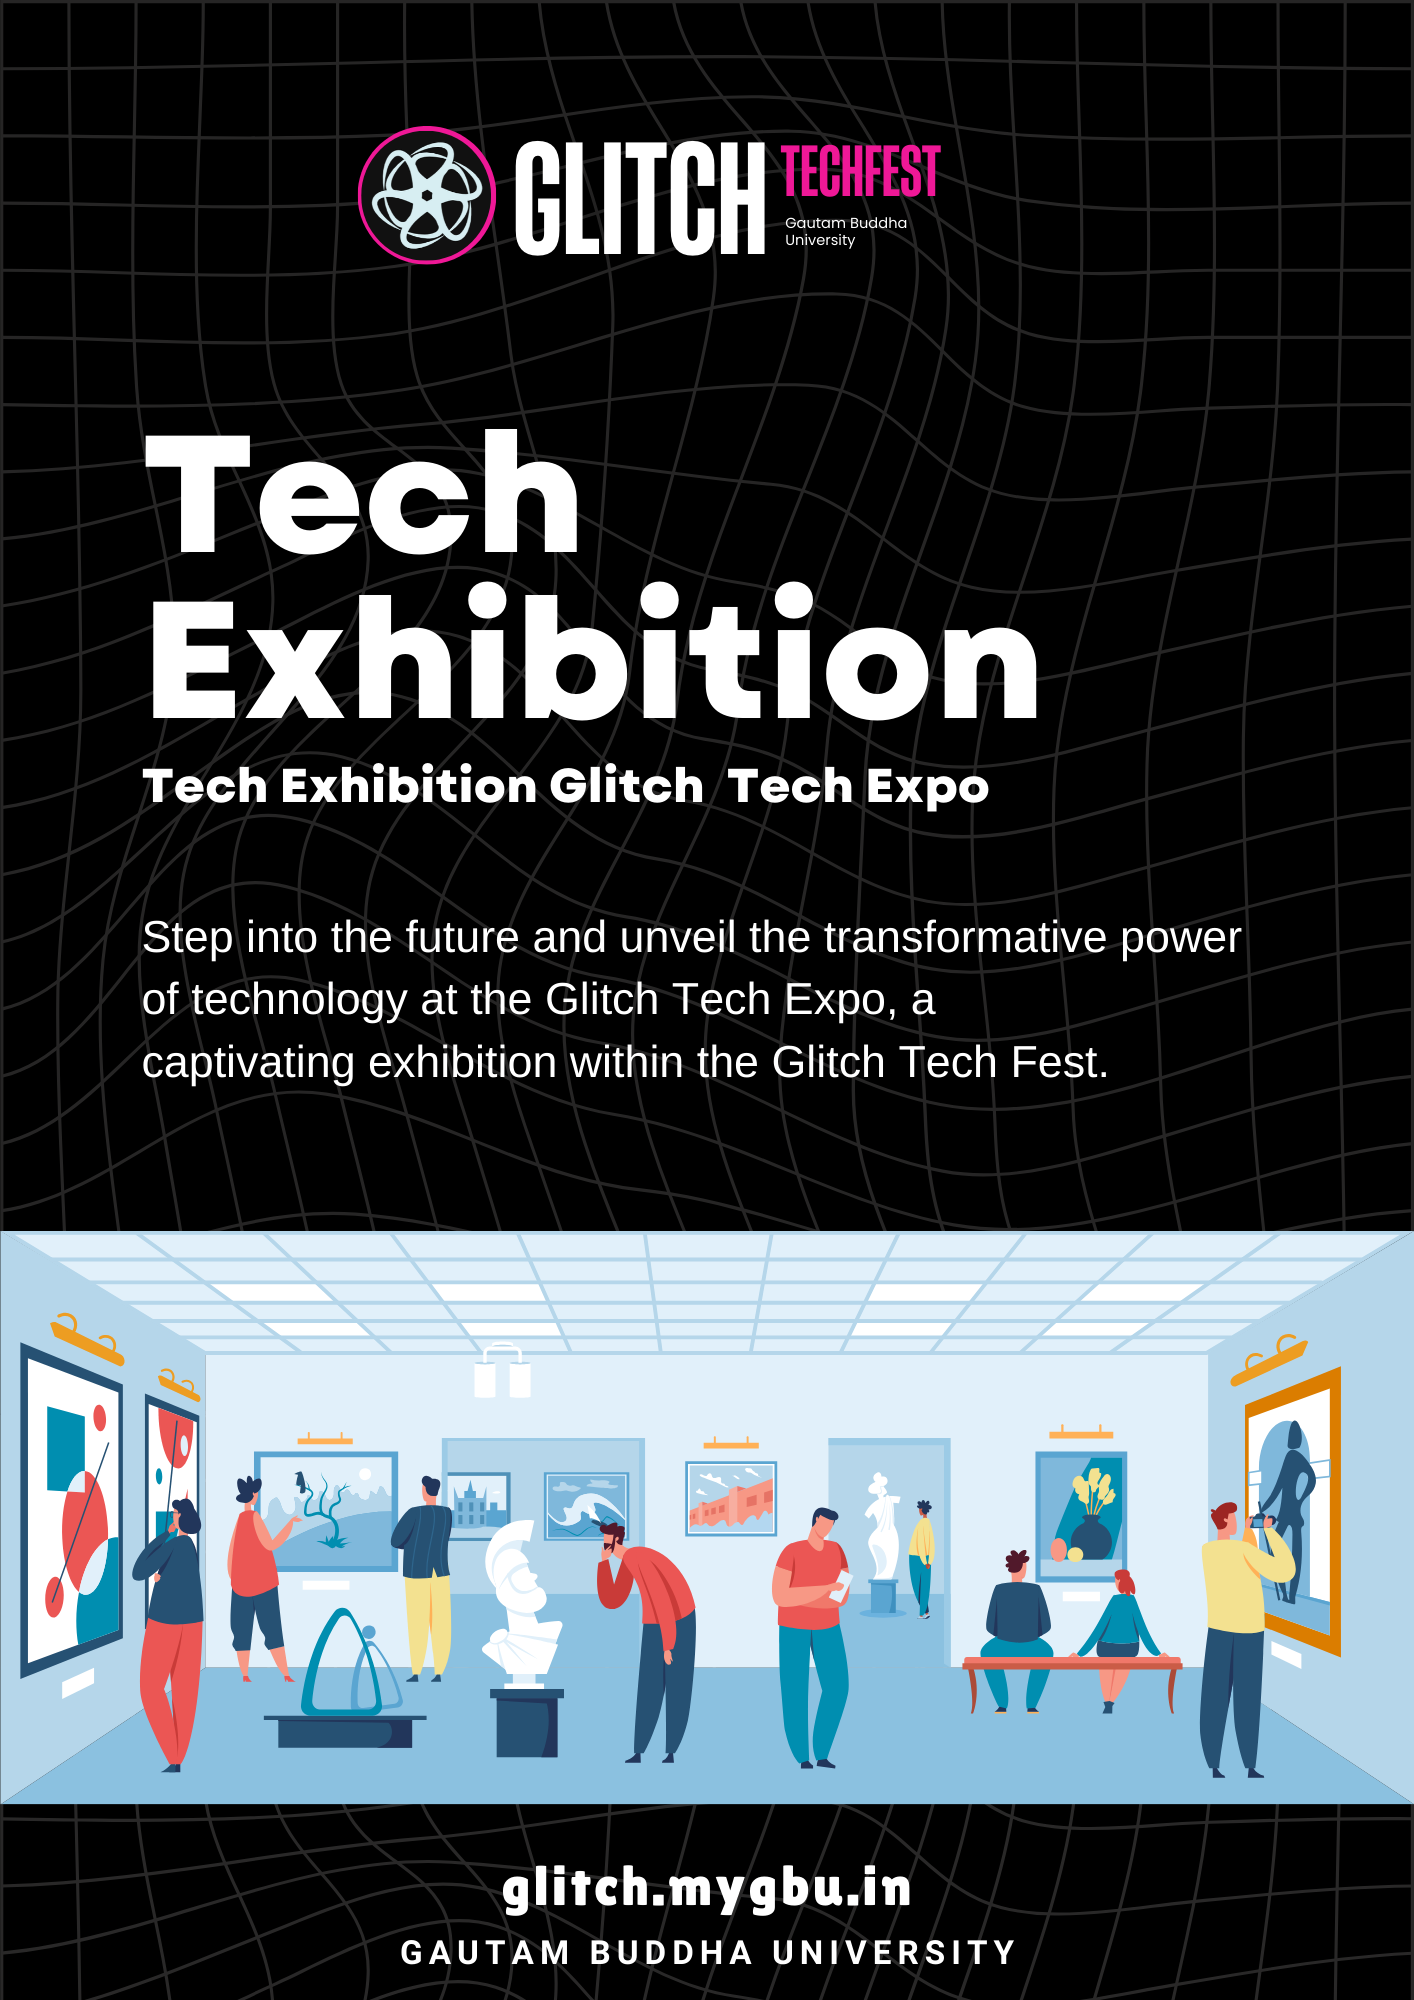 GLITCH TECHFEST
Gautam Buddha
University
Tech
Exhibition
Tech Exhibition Glitch  Tech Expo
Step into the future and unveil the transformative power
of technology at the Glitch Tech Expo, a
captivating exhibition within the Glitch Tech Fest.
glitch.mygbu.in
GAUTAM BUDDHA UNIVERSITY